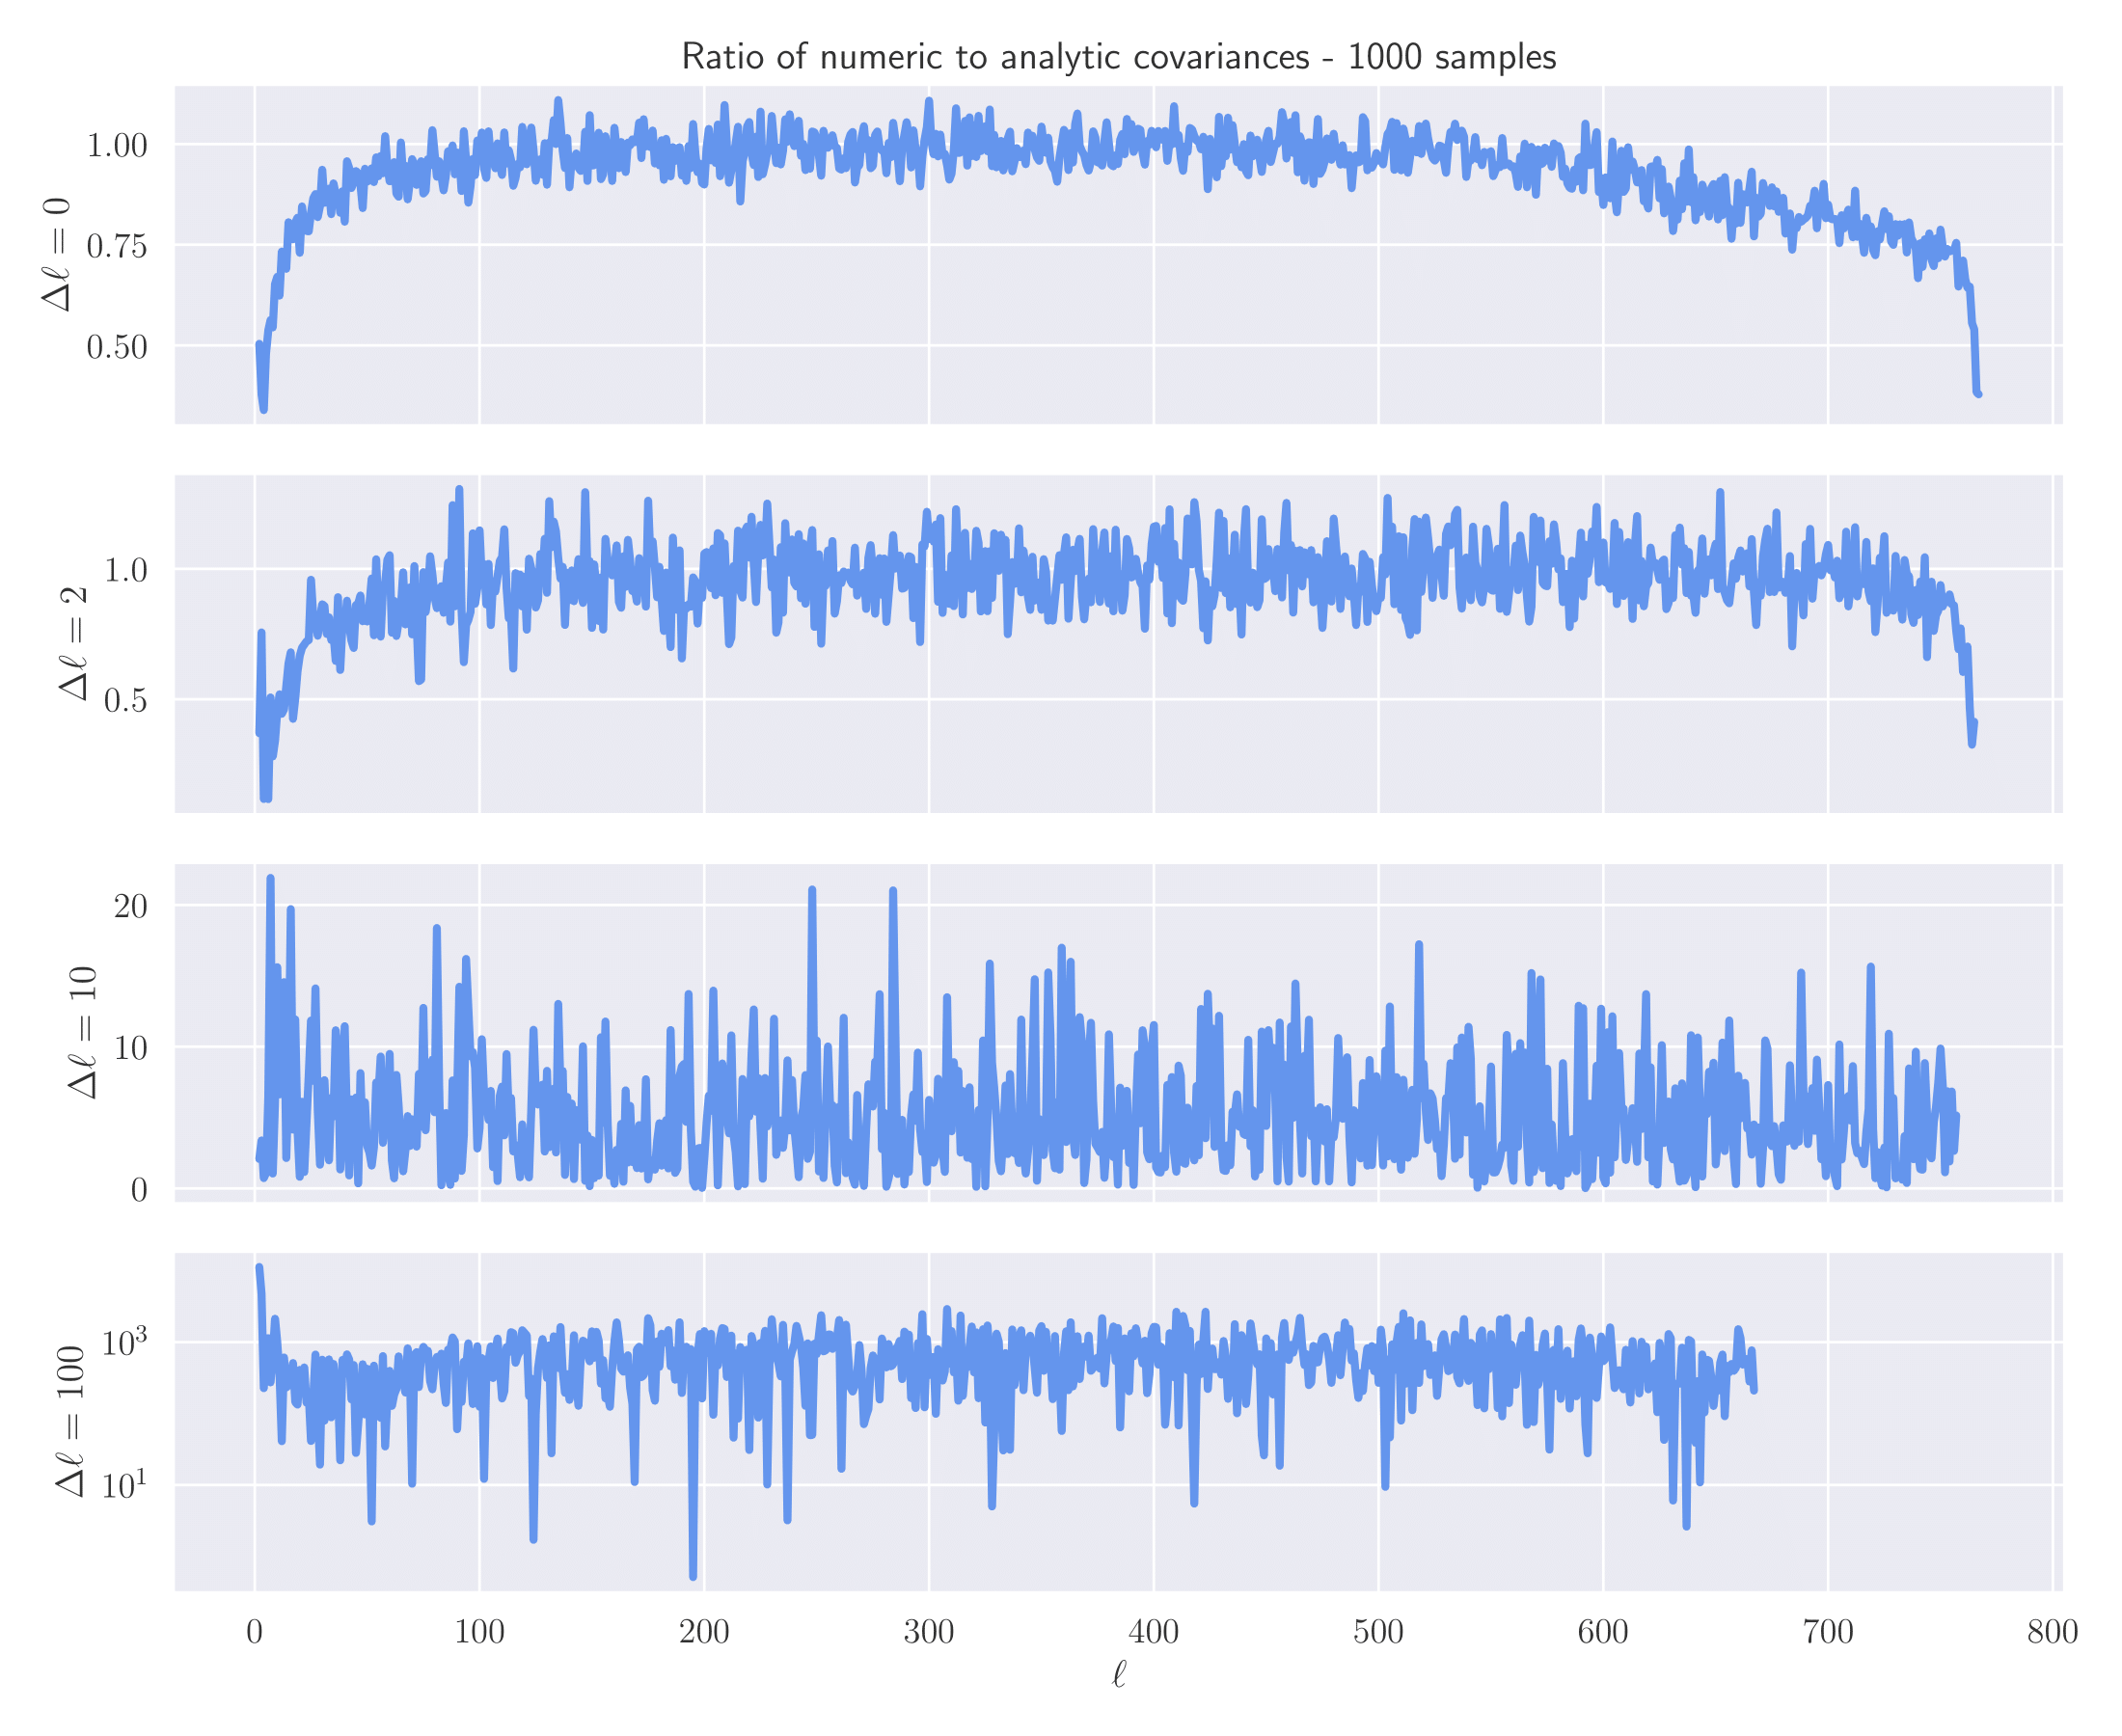 Ratio of numeric to analytic covariances - 1000 samples
Δℓ = 0
1.00
0.75
0.50
Δℓ = 2
1.0
0.5
Δℓ = 10
20
10
0
Δℓ = 100
10³
10¹
0 100 200 300 400 500 600 700 800
ℓ